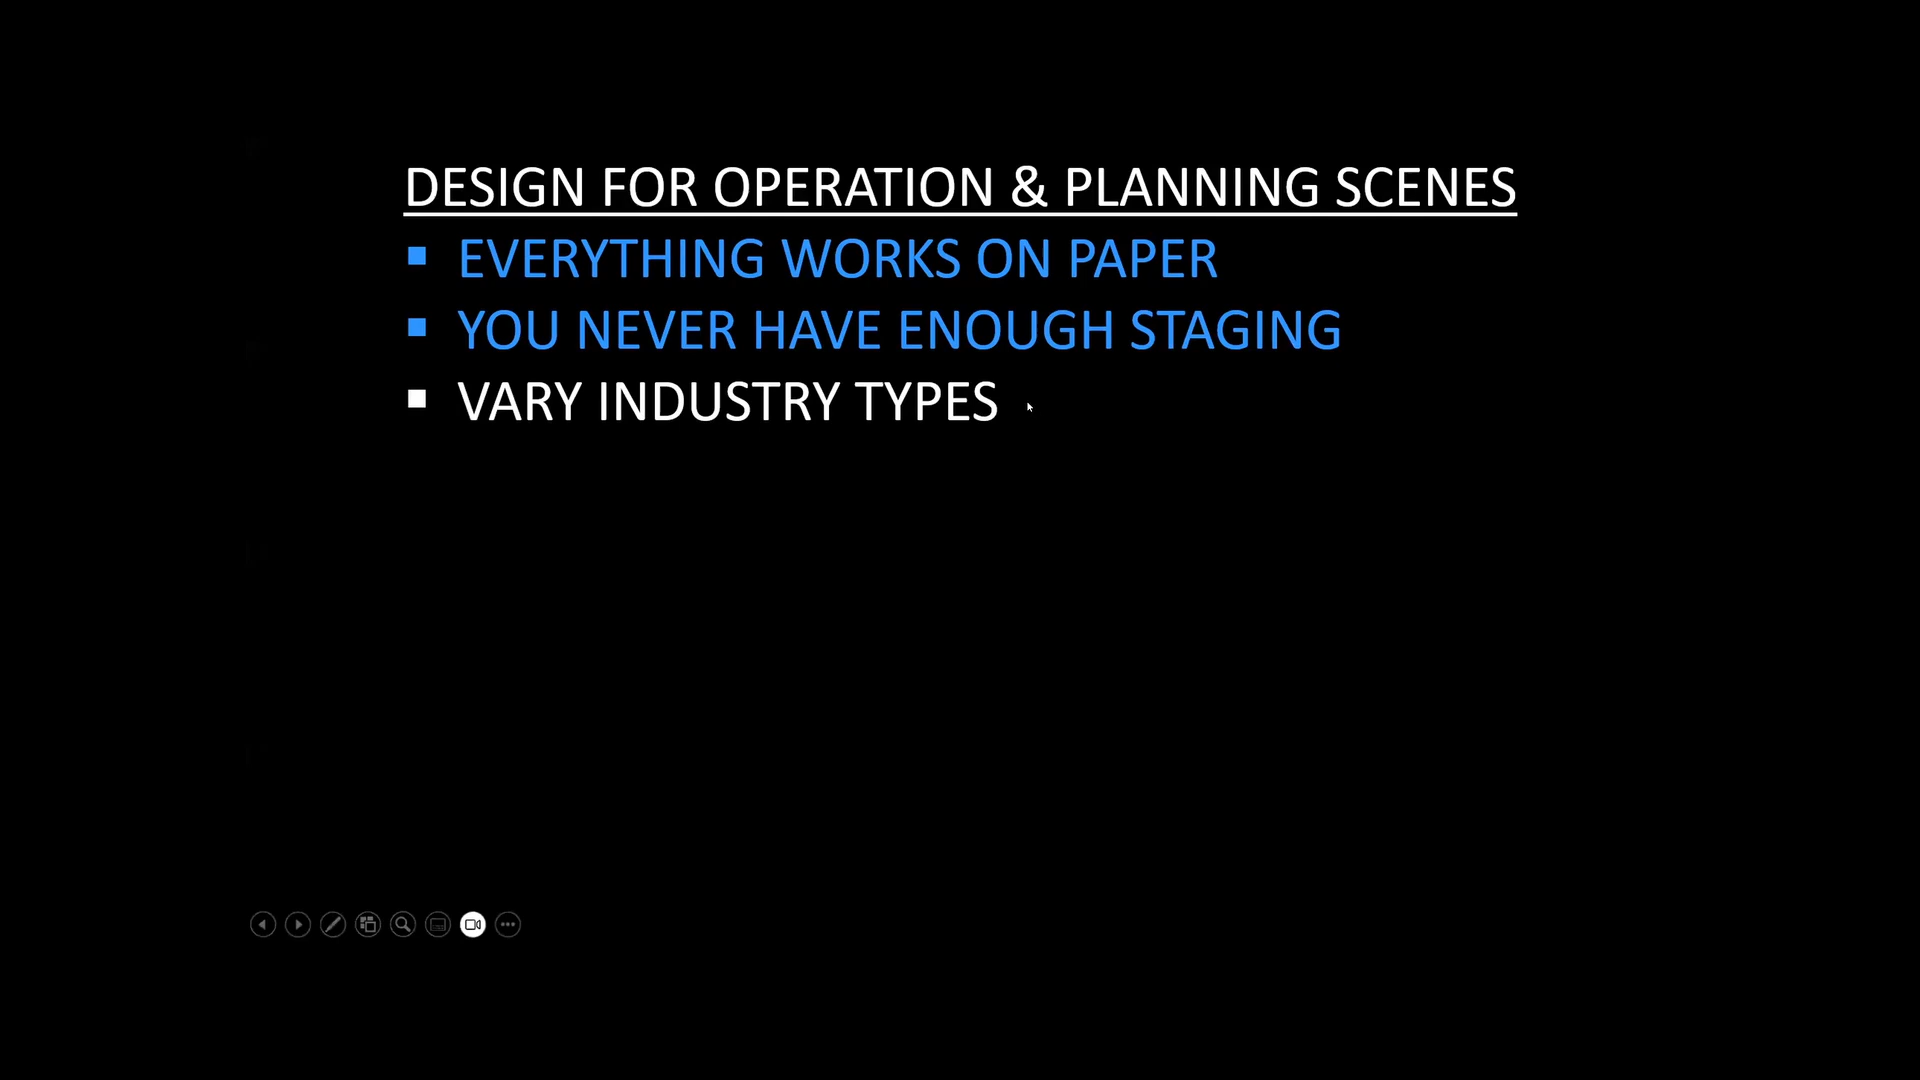 DESIGN FOR OPERATION & PLANNING SCENES
▪ EVERYTHING WORKS ON PAPER
▪ YOU NEVER HAVE ENOUGH STAGING
▪ VARY INDUSTRY TYPES